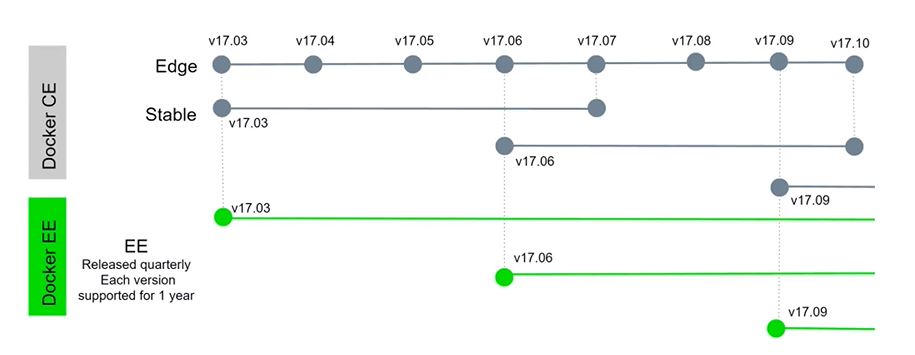 v17.03 v17.04 v17.05 v17.06 v17.07 v17.08 v17.09 v17.10
Edge
Docker CE
Stable
v17.03
v17.06
v17.09
Docker EE
v17.03
EE
Released quarterly
Each version
supported for 1 year
v17.06
v17.09